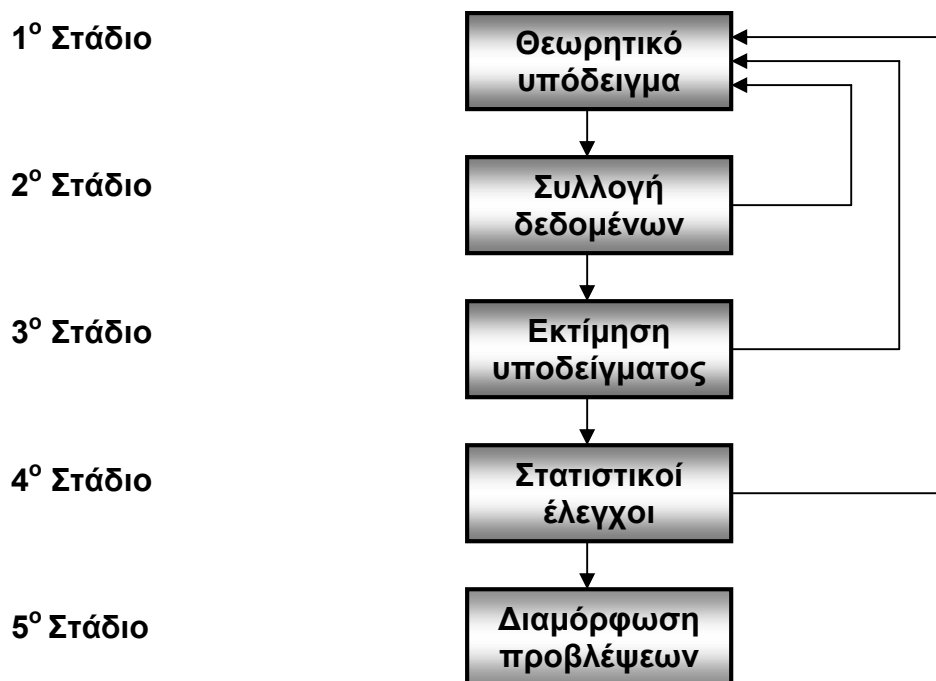 1ο Στάδιο
Θεωρητικό
υπόδειγμα
2ο Στάδιο
Συλλογή
δεδομένων
3ο Στάδιο
Εκτίμηση
υποδείγματος
4ο Στάδιο
Στατιστικοί
έλεγχοι
5ο Στάδιο
Διαμόρφωση
προβλέψεων